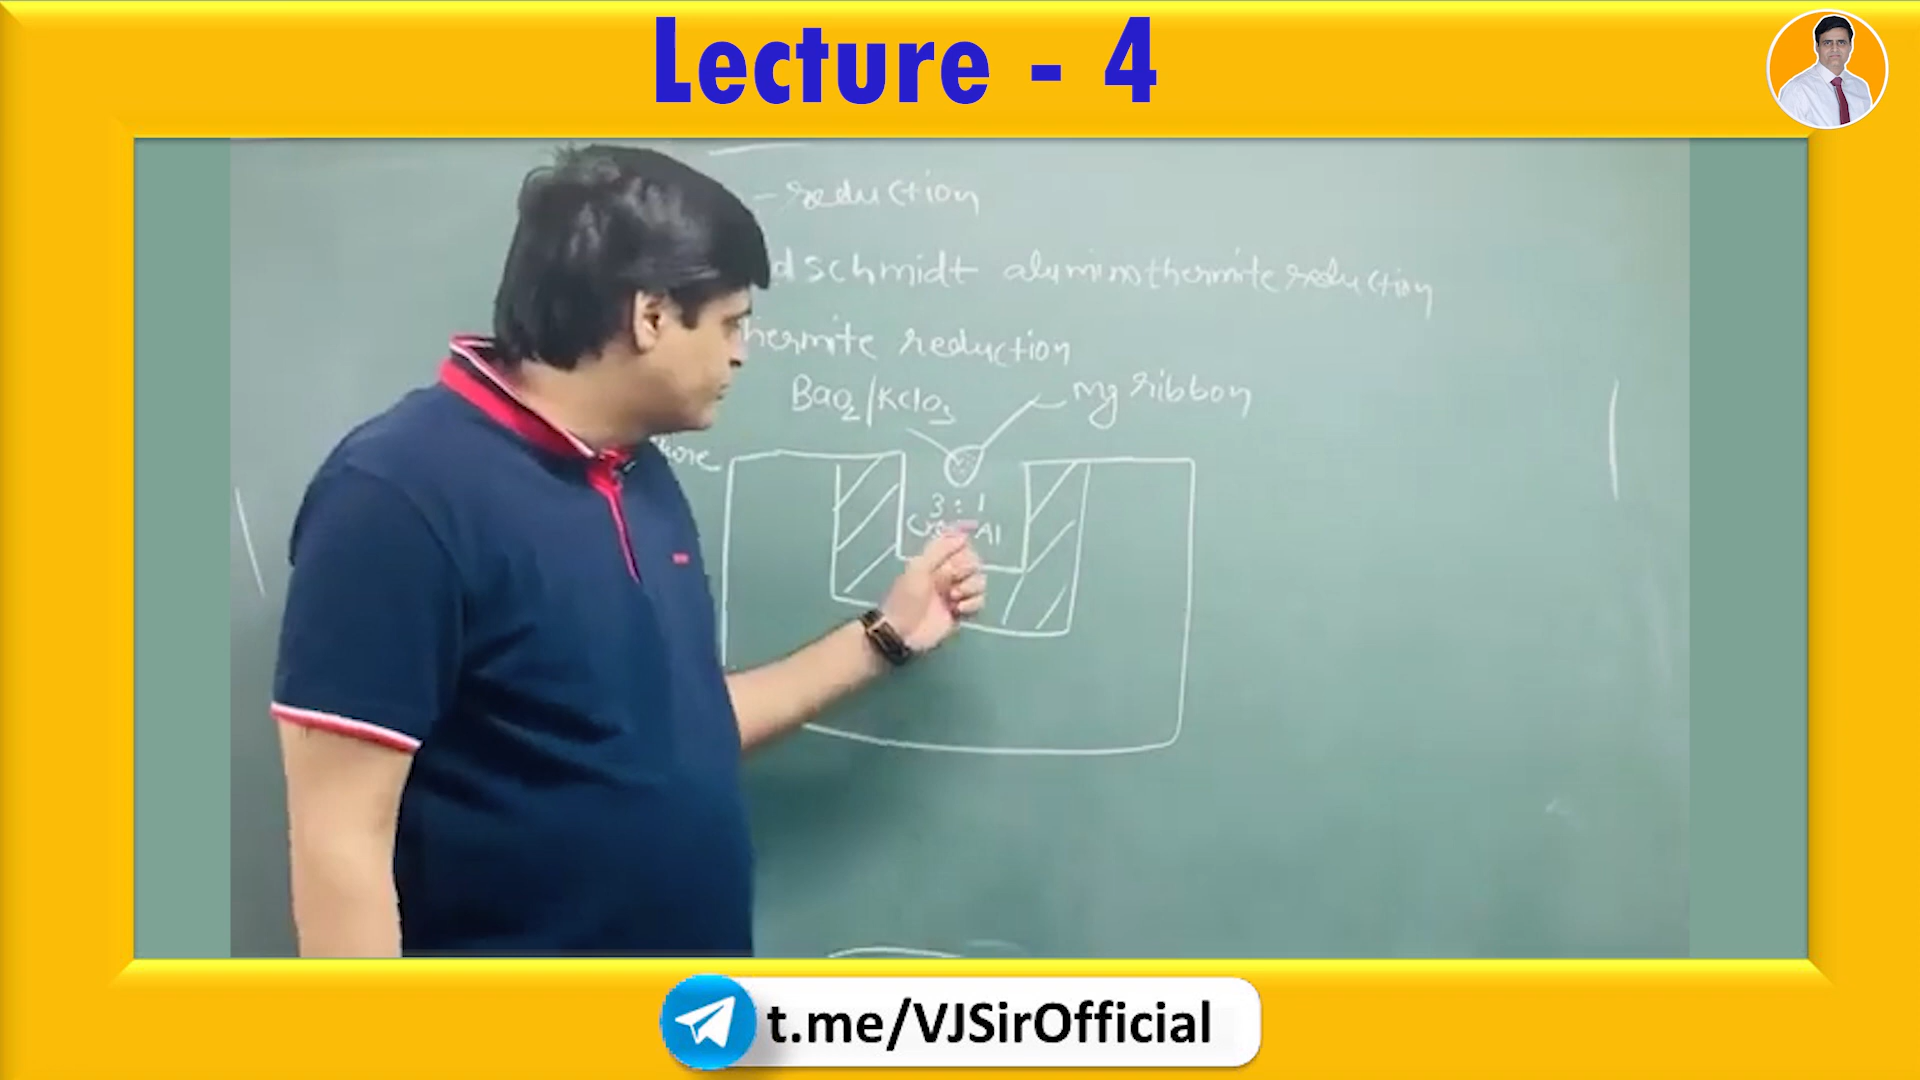 Lecture - 4
- reduction
dschmidt aluminothermite reduction
hermite reduction
BaO2/KClO3
Mg ribbon
3 : 1
Al
t.me/VJSirOfficial